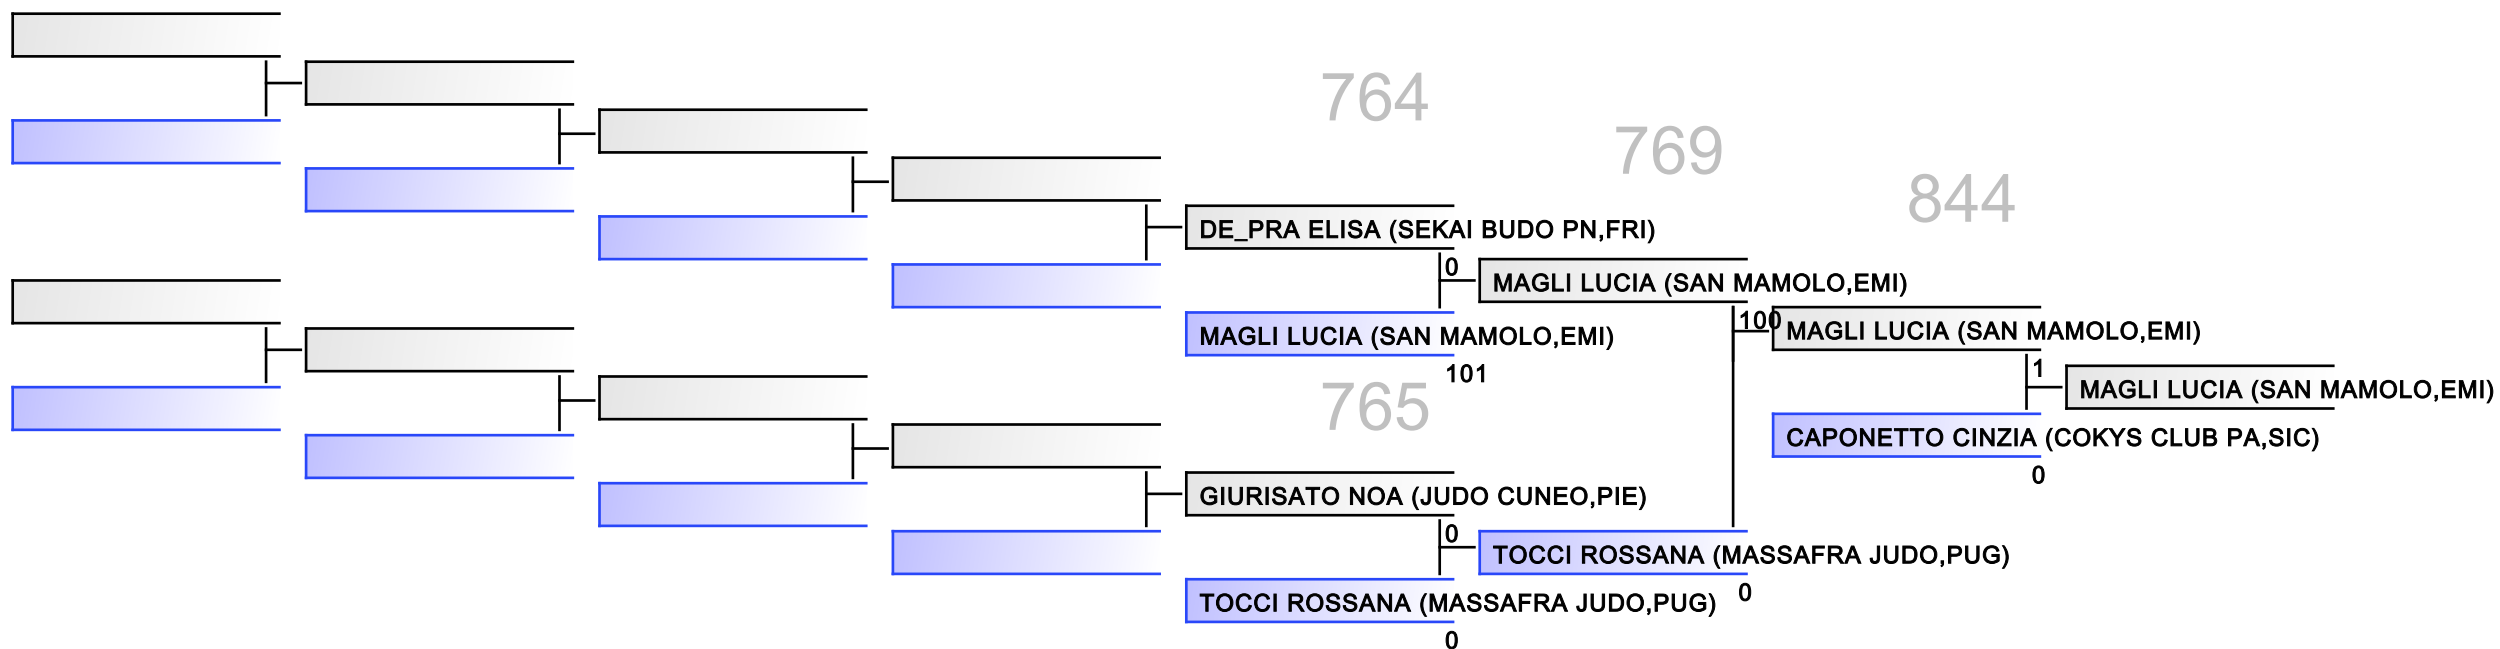 764
769
844
DE_PRA ELISA (SEKAI BUDO PN,FRI)
0
MAGLI LUCIA (SAN MAMOLO,EMI)
100
MAGLI LUCIA (SAN MAMOLO,EMI)
101
MAGLI LUCIA (SAN MAMOLO,EMI)
1
MAGLI LUCIA (SAN MAMOLO,EMI)
765
CAPONETTO CINZIA (COKYS CLUB PA,SIC)
0
GIURISATO NOA (JUDO CUNEO,PIE)
0
TOCCI ROSSANA (MASSAFRA JUDO,PUG)
0
TOCCI ROSSANA (MASSAFRA JUDO,PUG)
0